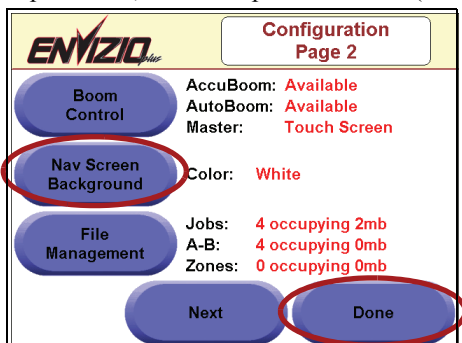 ENVIZIO plus
Configuration
Page 2
Boom
Control
AccuBoom: Available
AutoBoom: Available
Master: Touch Screen
Nav Screen
Background
Color: White
File
Management
Jobs: 4 occupying 2mb
A-B: 4 occupying 0mb
Zones: 0 occupying 0mb
Next
Done